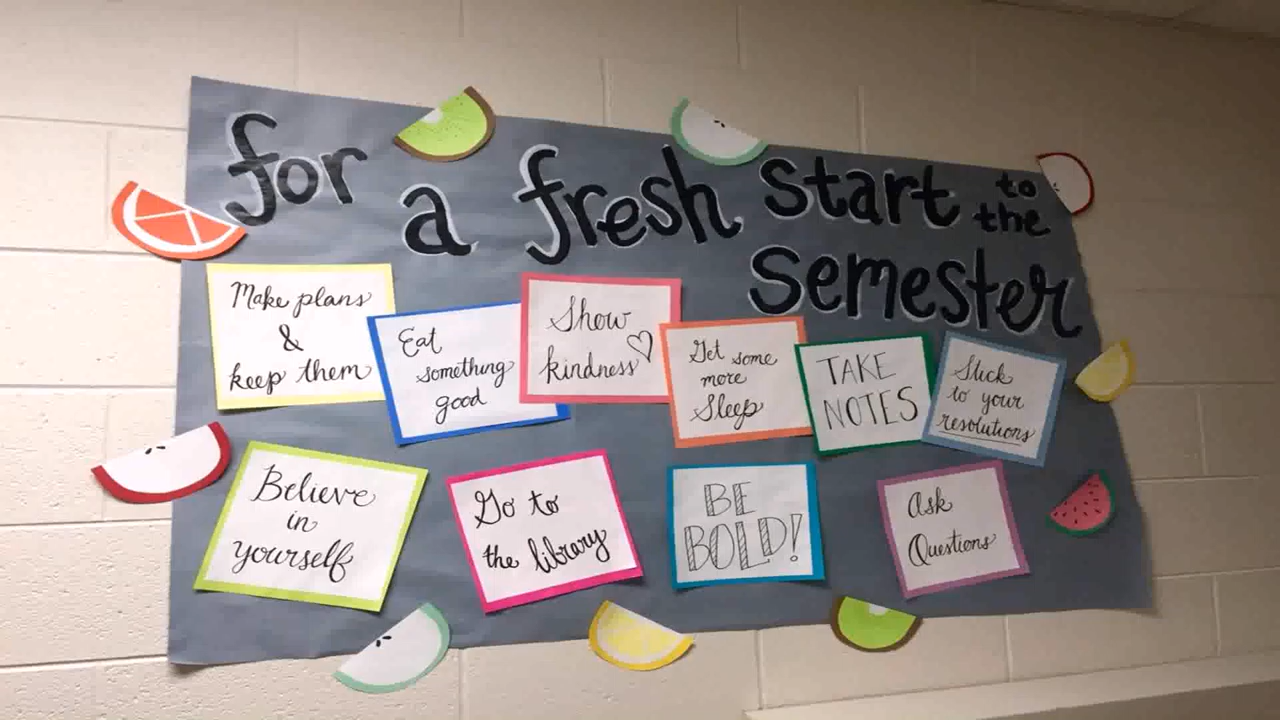 for a fresh start to the
semester
Make plans
&
keep them
Eat
something
good
Show
kindness
Get some
more
Sleep
TAKE
NOTES
Stick
to your
resolutions
Believe
in
yourself
Go to
the library
BE
BOLD!
Ask
Questions